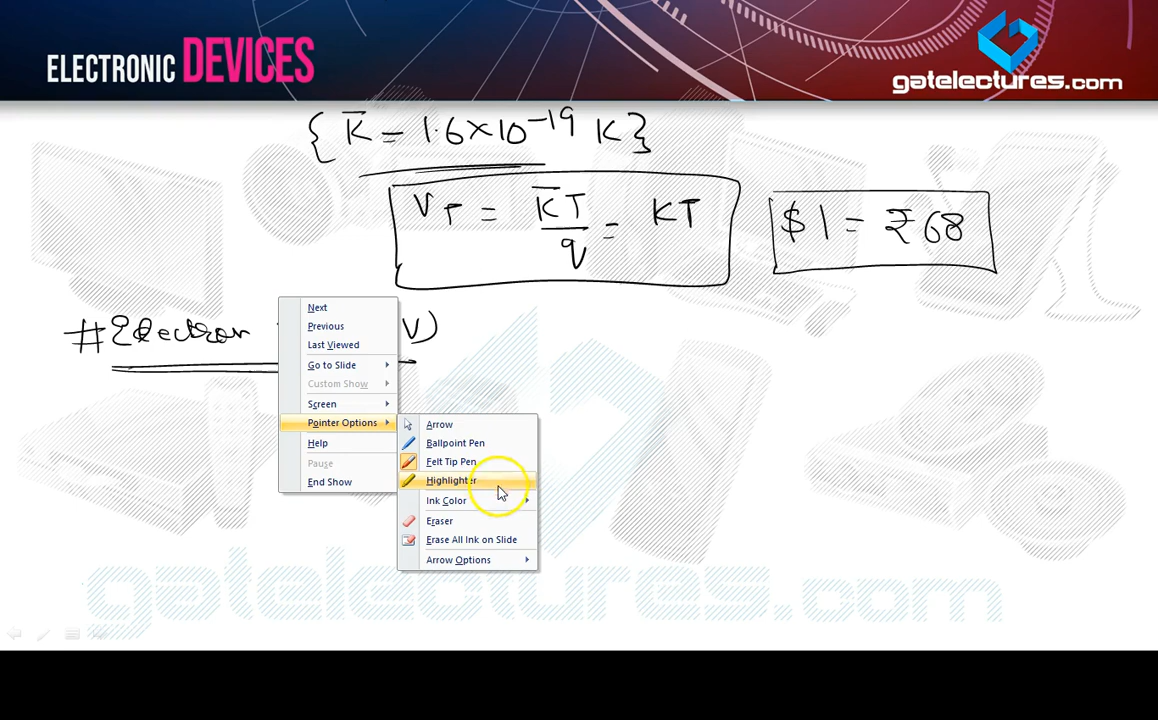 ELECTRONIC DEVICES
gatelectures.com
{ K̅ = 1.6×10⁻¹⁹ K }
V_T = K̅T/q = KT
$1 = ₹68
#Electron V)
Next
Previous
Last Viewed
Go to Slide
Custom Show
Screen
Pointer Options
Help
Pause
End Show
Arrow
Ballpoint Pen
Felt Tip Pen
Highlighter
Ink Color
Eraser
Erase All Ink on Slide
Arrow Options
gatelectures.com